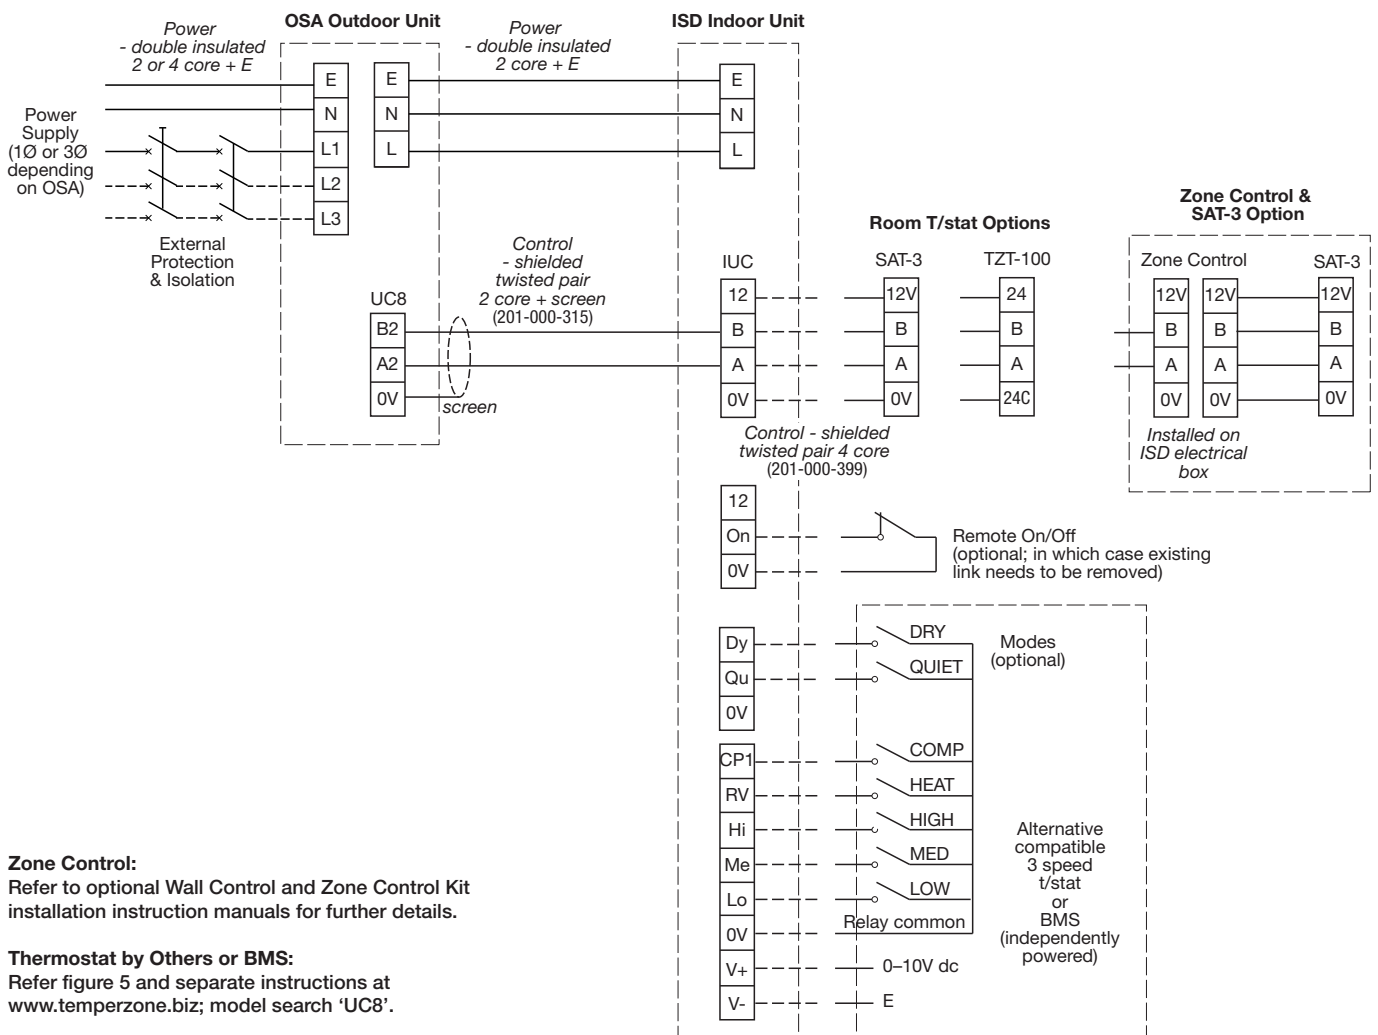 OSA Outdoor Unit
ISD Indoor Unit
Power
- double insulated
2 or 4 core + E
Power
- double insulated
2 core + E
E
N
L1
L2
L3
E
N
L
E
N
L
Power
Supply
(1Ø or 3Ø
depending
on OSA)
External
Protection
& Isolation
Control
- shielded
twisted pair
2 core + screen
(201-000-315)
UC8
B2
A2
0V
screen
IUC
12
B
A
0V
Room T/stat Options
SAT-3
12V
B
A
0V
TZT-100
24
B
A
24C
Zone Control &
SAT-3 Option
Zone Control
12V
B
A
0V
12V
B
A
0V
SAT-3
12V
B
A
0V
Installed on
ISD electrical
box
Control - shielded
twisted pair 4 core
(201-000-399)
12
On
0V
Remote On/Off
(optional; in which case existing
link needs to be removed)
Dy
Qu
0V
DRY
QUIET
Modes
(optional)
CP1
RV
Hi
Me
Lo
0V
V+
V-
COMP
HEAT
HIGH
MED
LOW
Relay common
0–10V dc
E
Alternative
compatible
3 speed
t/stat
or
BMS
(independently
powered)
Zone Control:
Refer to optional Wall Control and Zone Control Kit
installation instruction manuals for further details.
Thermostat by Others or BMS:
Refer figure 5 and separate instructions at
www.temperzone.biz; model search ‘UC8’.